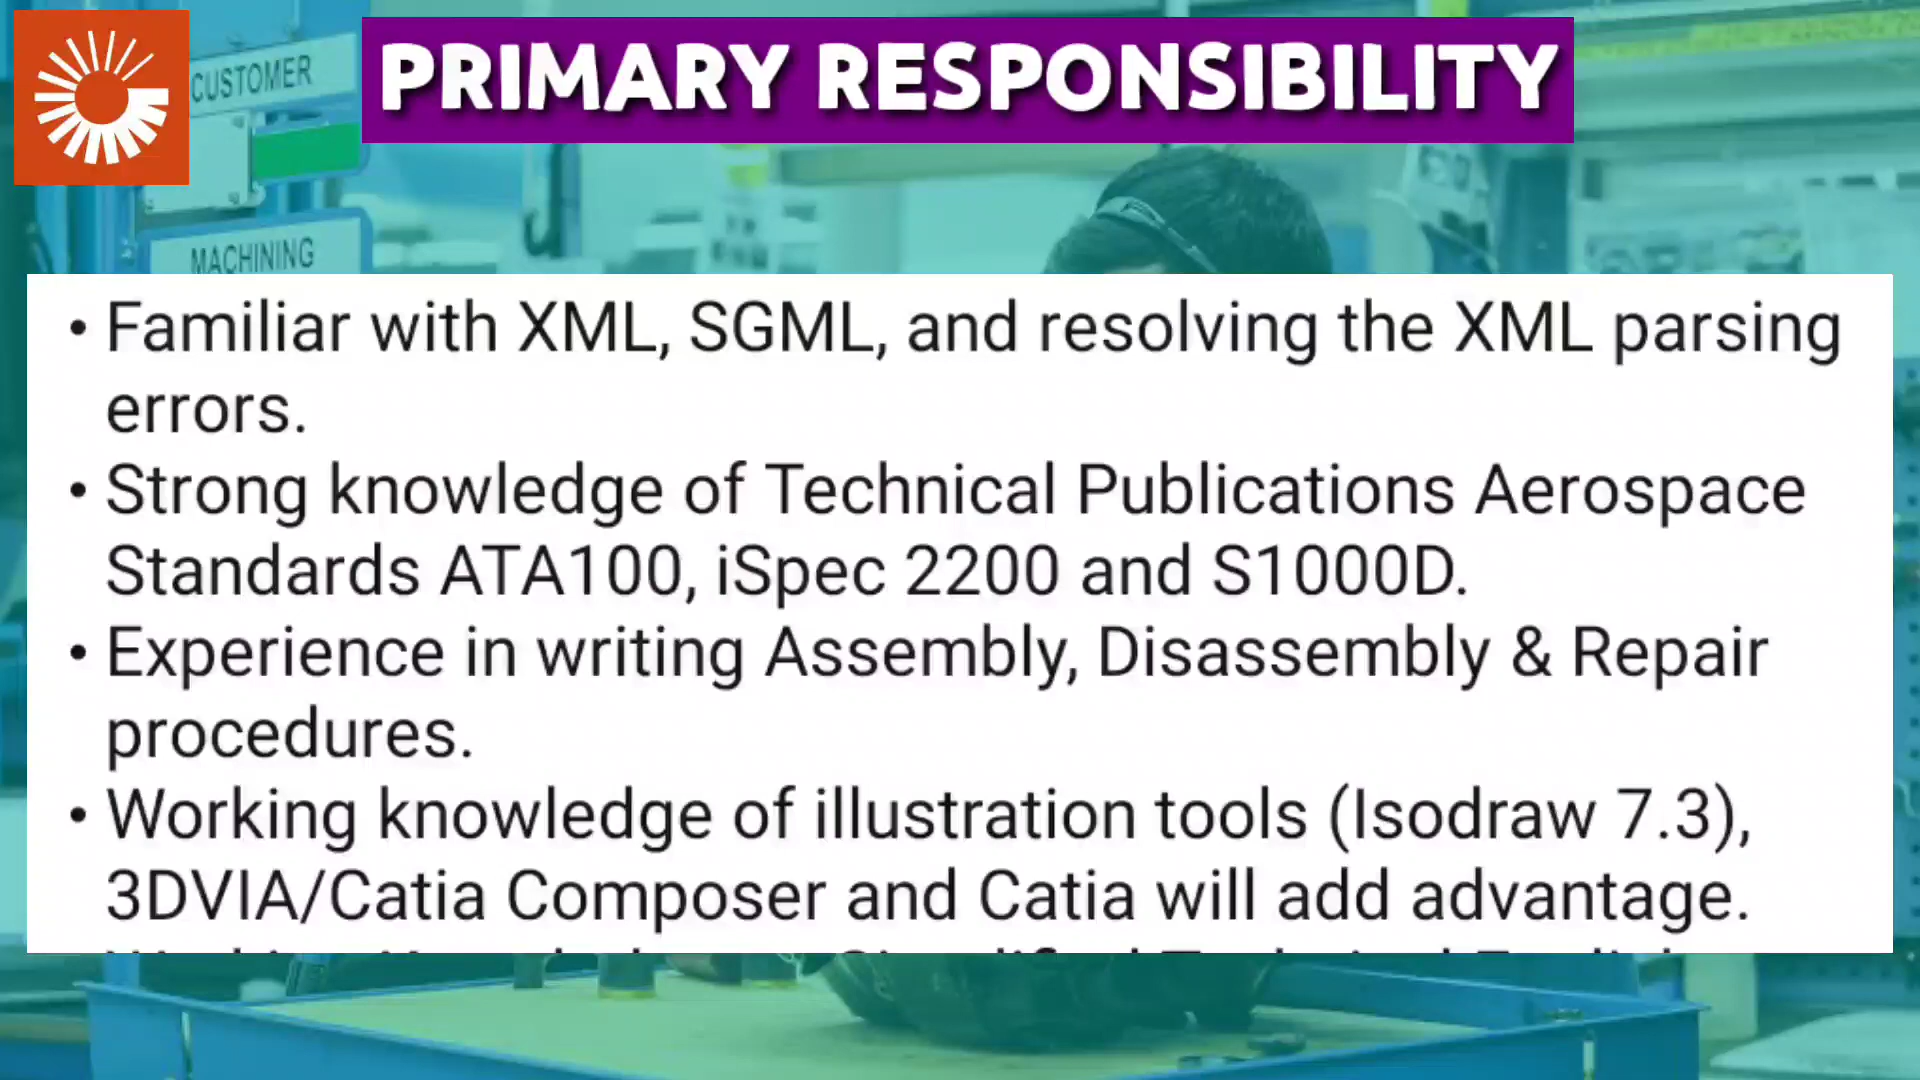 PRIMARY RESPONSIBILITY
CUSTOMER
MACHINING
• Familiar with XML, SGML, and resolving the XML parsing
errors.
• Strong knowledge of Technical Publications Aerospace
Standards ATA100, iSpec 2200 and S1000D.
• Experience in writing Assembly, Disassembly & Repair
procedures.
• Working knowledge of illustration tools (Isodraw 7.3),
3DVIA/Catia Composer and Catia will add advantage.